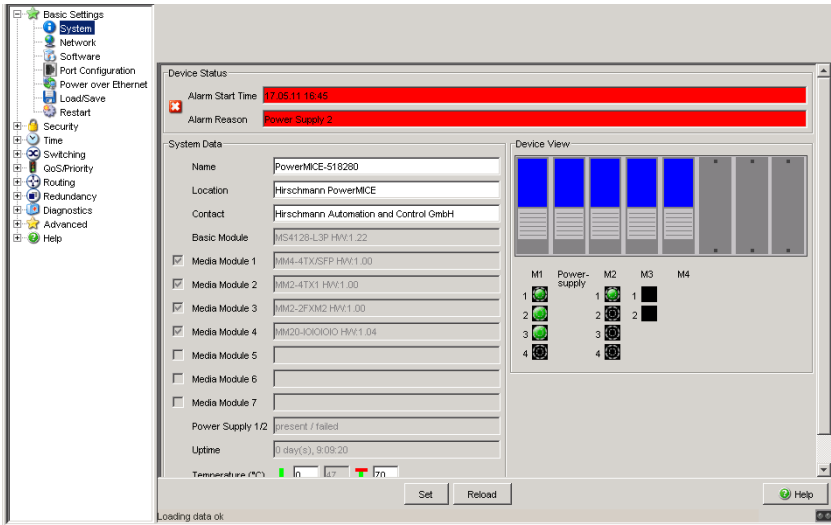 Basic Settings
System
Network
Software
Port Configuration
Power over Ethernet
Load/Save
Restart
Security
Time
Switching
QoS/Priority
Routing
Redundancy
Diagnostics
Advanced
Help
Device Status
Alarm Start Time 17.05.11 16:45
Alarm Reason Power Supply 2
System Data
Name PowerMICE-518280
Location Hirschmann PowerMICE
Contact Hirschmann Automation and Control GmbH
Basic Module MS4128-L3P HW:1.22
Media Module 1 MM4-4TX/SFP HW:1.00
Media Module 2 MM2-4TX1 HW:1.00
Media Module 3 MM2-2FXM2 HW:1.00
Media Module 4 MM20-IOIOIOIO HW:1.04
Media Module 5
Media Module 6
Media Module 7
Power Supply 1/2 present / failed
Uptime 0 day(s), 9:09:20
Temperature (°C) 0 47 70
Device View
M1 Power-supply M2 M3 M4
1 1 1
2 2 2
3 3
4 4
Set Reload Help
Loading data ok